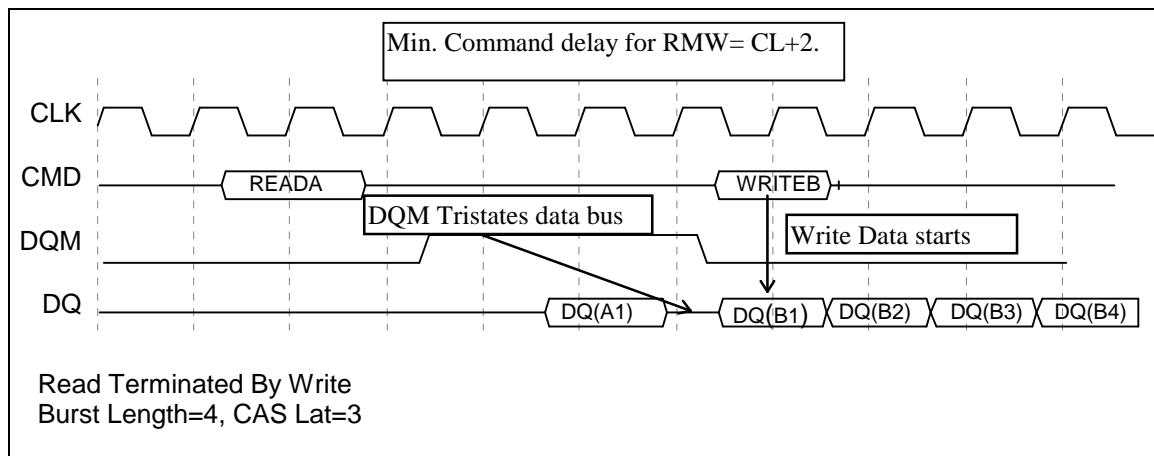 Min. Command delay for RMW= CL+2.
CLK
CMD
READA
WRITEB
DQM Tristates data bus
DQM
Write Data starts
DQ
DQ(A1)
DQ(B1)
DQ(B2)
DQ(B3)
DQ(B4)
Read Terminated By Write
Burst Length=4, CAS Lat=3